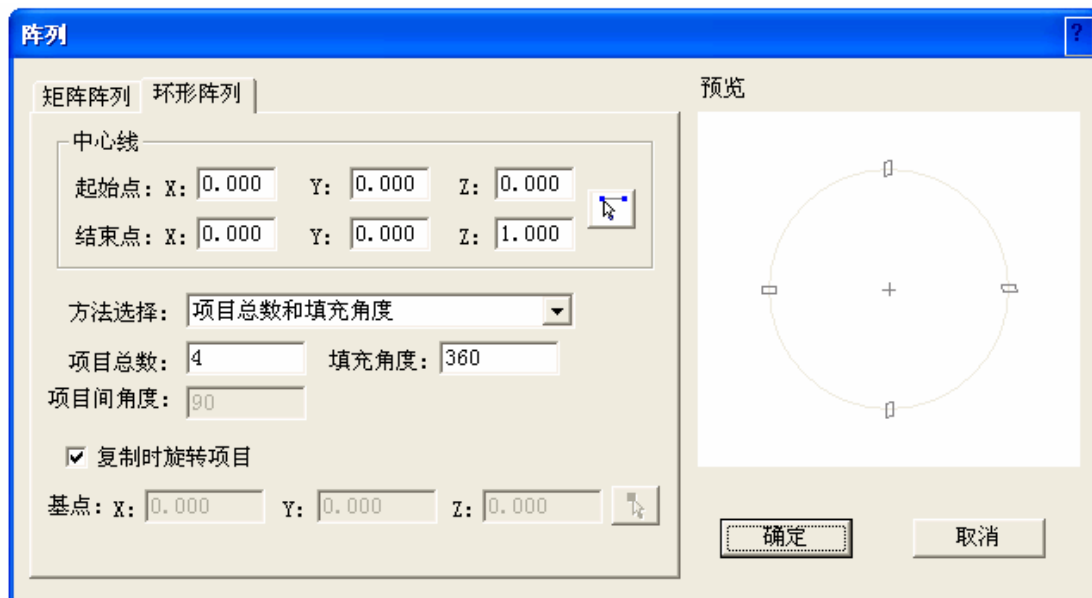 阵列 ?
矩阵阵列 环形阵列 预览
中心线
起始点: X: 0.000 Y: 0.000 Z: 0.000
结束点: X: 0.000 Y: 0.000 Z: 1.000
方法选择: 项目总数和填充角度
项目总数: 4 填充角度: 360
项目间角度: 90
复制时旋转项目
基点: X: 0.000 Y: 0.000 Z: 0.000
确定 取消